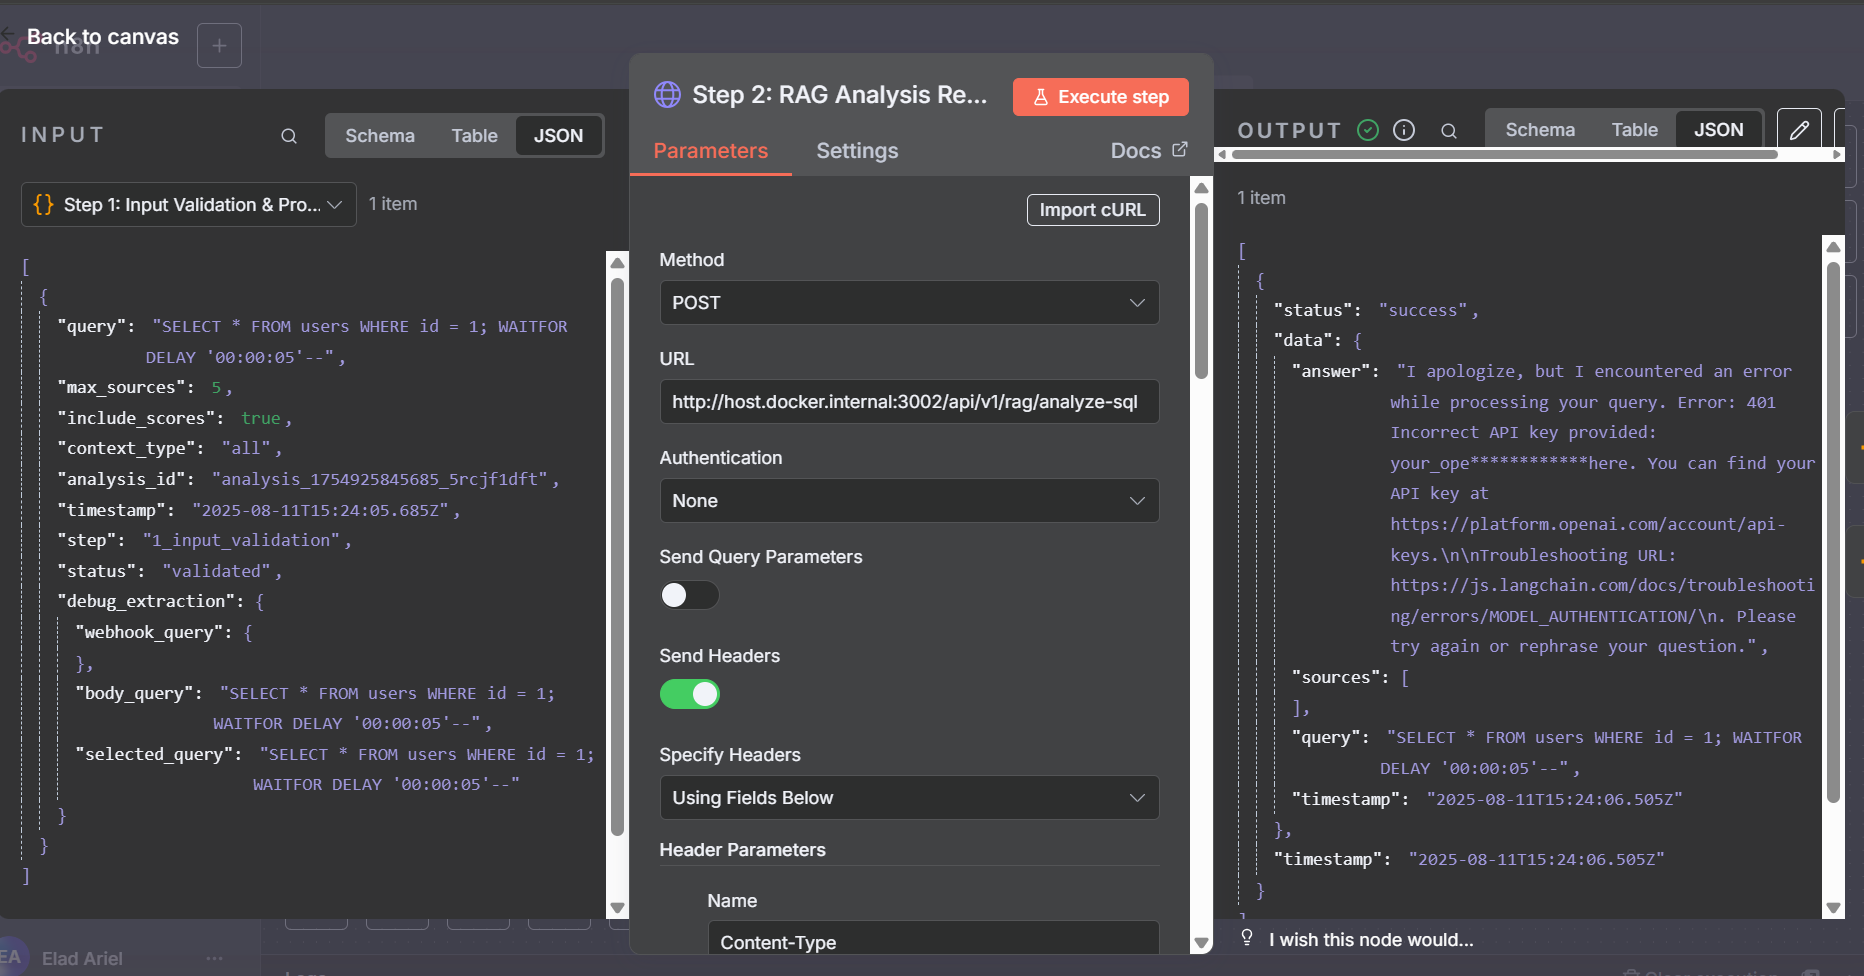 Back to canvas
n8n
INPUT
Schema
Table
JSON
Step 1: Input Validation & Pro...
1 item
[
{
"query": "SELECT * FROM users WHERE id = 1; WAITFOR
DELAY '00:00:05'--",
"max_sources": 5,
"include_scores": true,
"context_type": "all",
"analysis_id": "analysis_1754925845685_5rcjf1dft",
"timestamp": "2025-08-11T15:24:05.685Z",
"step": "1_input_validation",
"status": "validated",
"debug_extraction": {
"webhook_query": {
},
"body_query": "SELECT * FROM users WHERE id = 1;
WAITFOR DELAY '00:00:05'--",
"selected_query": "SELECT * FROM users WHERE id = 1;
WAITFOR DELAY '00:00:05'--"
}
}
]
EA
Elad Ariel
...
Step 2: RAG Analysis Re...
Execute step
Parameters
Settings
Docs
Import cURL
Method
POST
URL
http://host.docker.internal:3002/api/v1/rag/analyze-sql
Authentication
None
Send Query Parameters
Send Headers
Specify Headers
Using Fields Below
Header Parameters
Name
Content-Type
OUTPUT
Schema
Table
JSON
1 item
[
{
"status": "success",
"data": {
"answer": "I apologize, but I encountered an error
while processing your query. Error: 401
Incorrect API key provided:
your_ope************here. You can find your
API key at
https://platform.openai.com/account/api-
keys.\n\nTroubleshooting URL:
https://js.langchain.com/docs/troubleshooti
ng/errors/MODEL_AUTHENTICATION/\n. Please
try again or rephrase your question.",
"sources": [
],
"query": "SELECT * FROM users WHERE id = 1; WAITFOR
DELAY '00:00:05'--",
"timestamp": "2025-08-11T15:24:06.505Z"
},
"timestamp": "2025-08-11T15:24:06.505Z"
}
]
I wish this node would...